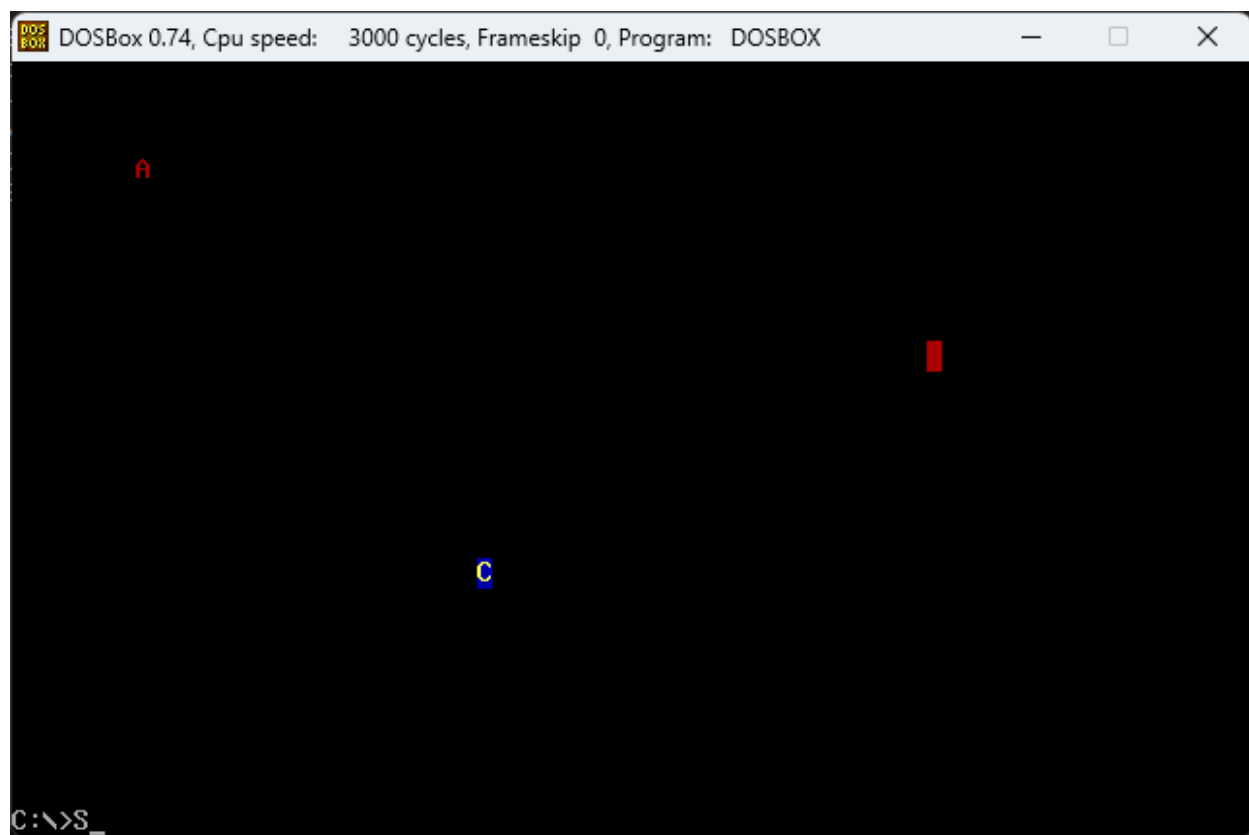 DOSBox 0.74, Cpu speed: 3000 cycles, Frameskip 0, Program: DOSBOX
A
C
C:\>S_